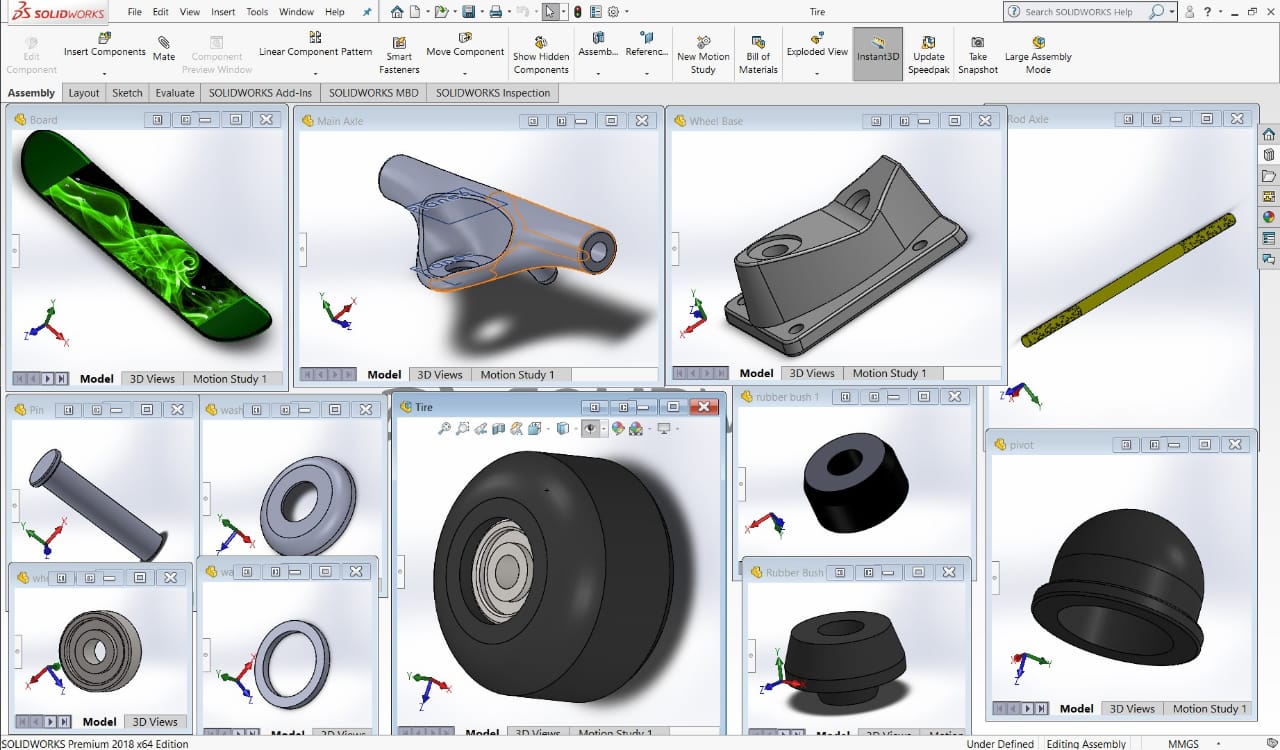 SOLIDWORKS File Edit View Insert Tools Window Help Tire Search SOLIDWORKS Help
Edit Component
Insert Components
Mate
Component Preview Window
Linear Component Pattern
Smart Fasteners
Move Component
Show Hidden Components
Assemb...
Referenc...
New Motion Study
Bill of Materials
Exploded View
Instant3D
Update Speedpak
Take Snapshot
Large Assembly Mode
Assembly Layout Sketch Evaluate SOLIDWORKS Add-Ins SOLIDWORKS MBD SOLIDWORKS Inspection
Board
Y
Z
X
Model 3D Views Motion Study 1
Main Axle
Y
X
Z
Model 3D Views Motion Study 1
Wheel Base
Y
X
Z
Model 3D Views Motion Study 1
Rod Axle
X
Z
Y
Pin
Y
X
Z
wash
Y
X
Z
Tire
Y
X
Z
Model 3D Views Motion Study 1
rubber bush 1
X
Z
pivot
X
Y
Z
Model 3D Views Motion Study 1
whe
X
Z
Model 3D Views
wa
Y
X
Z
Model 3D Views
Rubber Bush
Y
Z
X
Model 3D Views Motion
SOLIDWORKS Premium 2018 x64 Edition Under Defined Editing Assembly MMGS